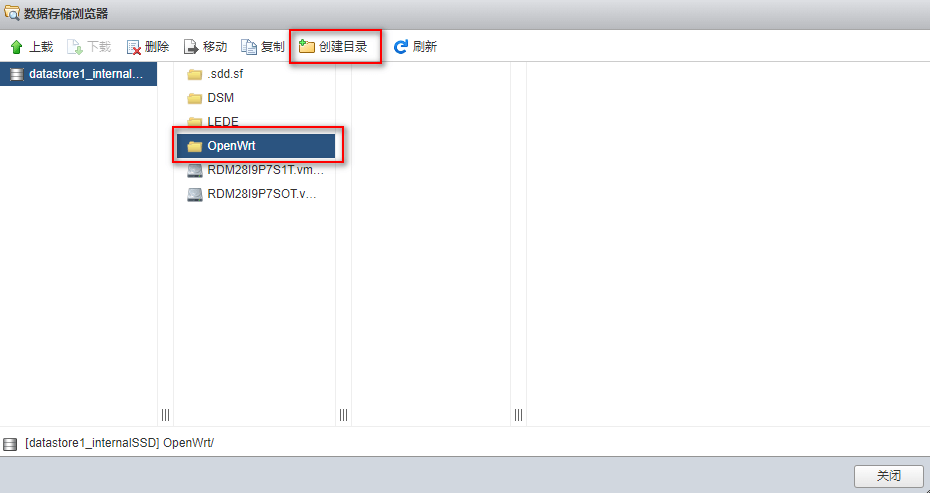 数据存储浏览器
上载 下载 删除 移动 复制 创建目录 刷新
datastore1_internal...
.sdd.sf
DSM
LEDE
OpenWrt
RDM28I9P7S1T.vm...
RDM28I9P7SOT.v...
[datastore1_internalSSD] OpenWrt/
关闭